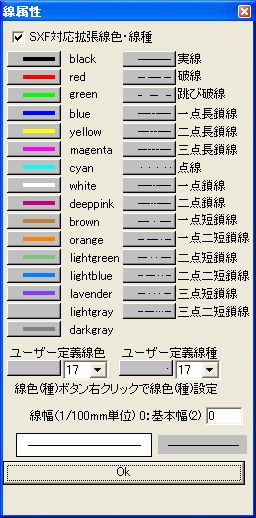 線属性
SXF対応拡張線色・線種
black 実線
red 破線
green 跳び破線
blue 一点長鎖線
yellow 二点長鎖線
magenta 三点長鎖線
cyan 点線
white 一点鎖線
deeppink 二点鎖線
brown 一点短鎖線
orange 一点二短鎖線
lightgreen 二点短鎖線
lightblue 二点二短鎖線
lavender 三点短鎖線
lightgray 三点二短鎖線
darkgray
ユーザー定義線色 ユーザー定義線種
17 17
線色(種)ボタン右クリックで線色(種)設定
線幅(1/100mm単位) 0:基本幅(2) 0
Ok